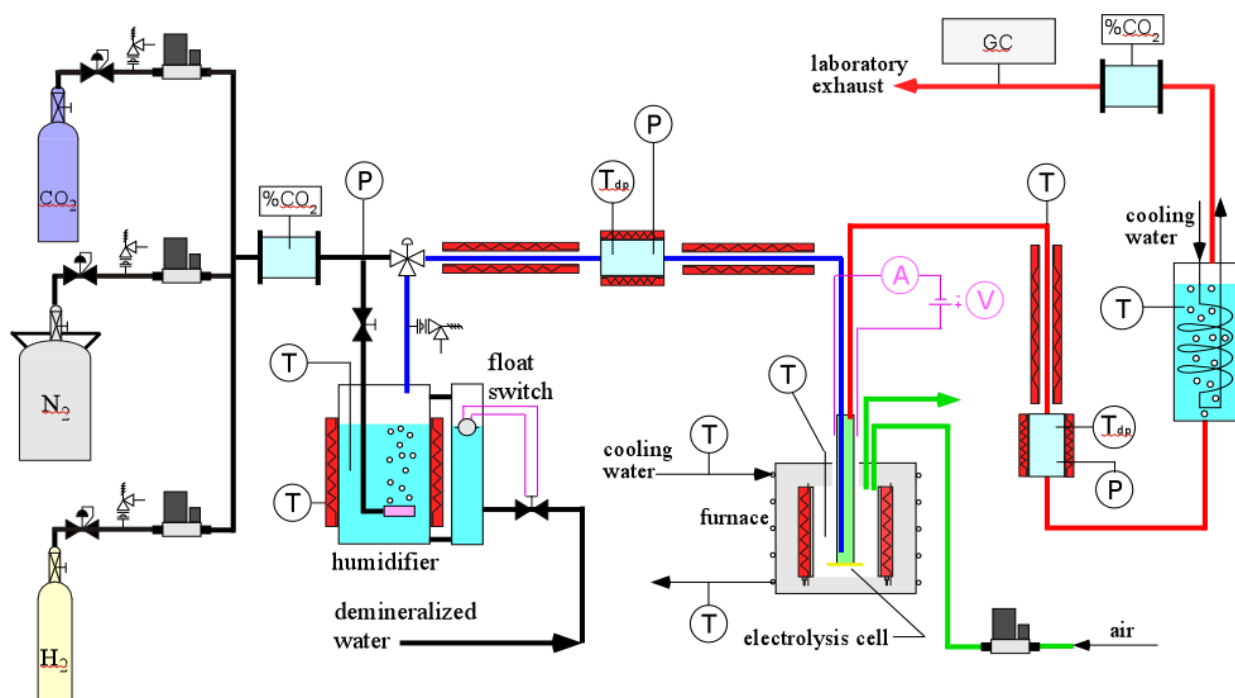 GC
%CO2
laboratory
exhaust
CO2
%CO2
P
Tdp
P
T
cooling
water
T
A
-
+
V
N2
T
float
switch
T
Tdp
P
cooling
water
T
T
furnace
humidifier
T
demineralized
water
electrolysis cell
air
H2